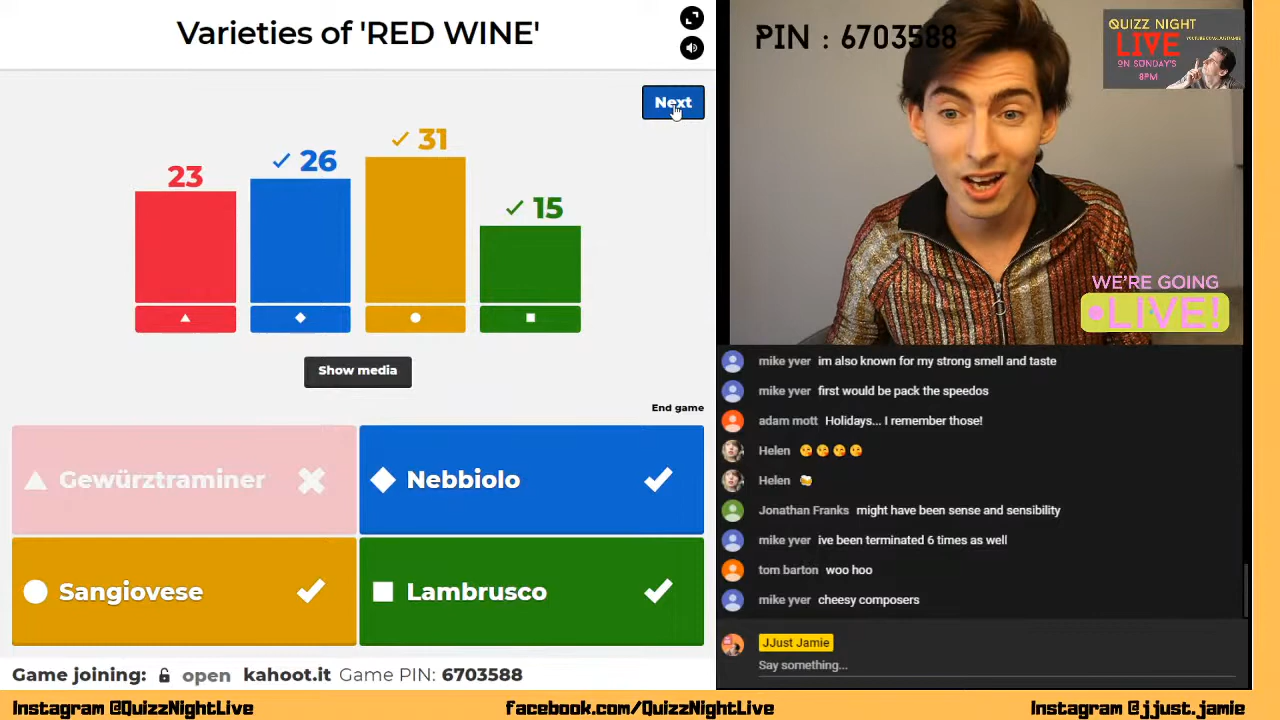 Varieties of 'RED WINE'
Next
23
26
31
15
Show media
End game
Gewürztraminer
Nebbiolo
Sangiovese
Lambrusco
Game joining: open kahoot.it Game PIN: 6703588
PIN : 6703588
QUIZZ NIGHT
LIVE
YOUTUBE.COM/JJUSTJAMIE
ON SUNDAY'S
8PM
WE'RE GOING
LIVE!
mike yver im also known for my strong smell and taste
mike yver first would be pack the speedos
adam mott Holidays... I remember those!
Helen 😘😘😘😘
Helen 🍻
Jonathan Franks might have been sense and sensibility
mike yver ive been terminated 6 times as well
tom barton woo hoo
mike yver cheesy composers
JJust Jamie
Say something...
Instagram @QuizzNightLive facebook.com/QuizzNightLive Instagram @jjust.jamie